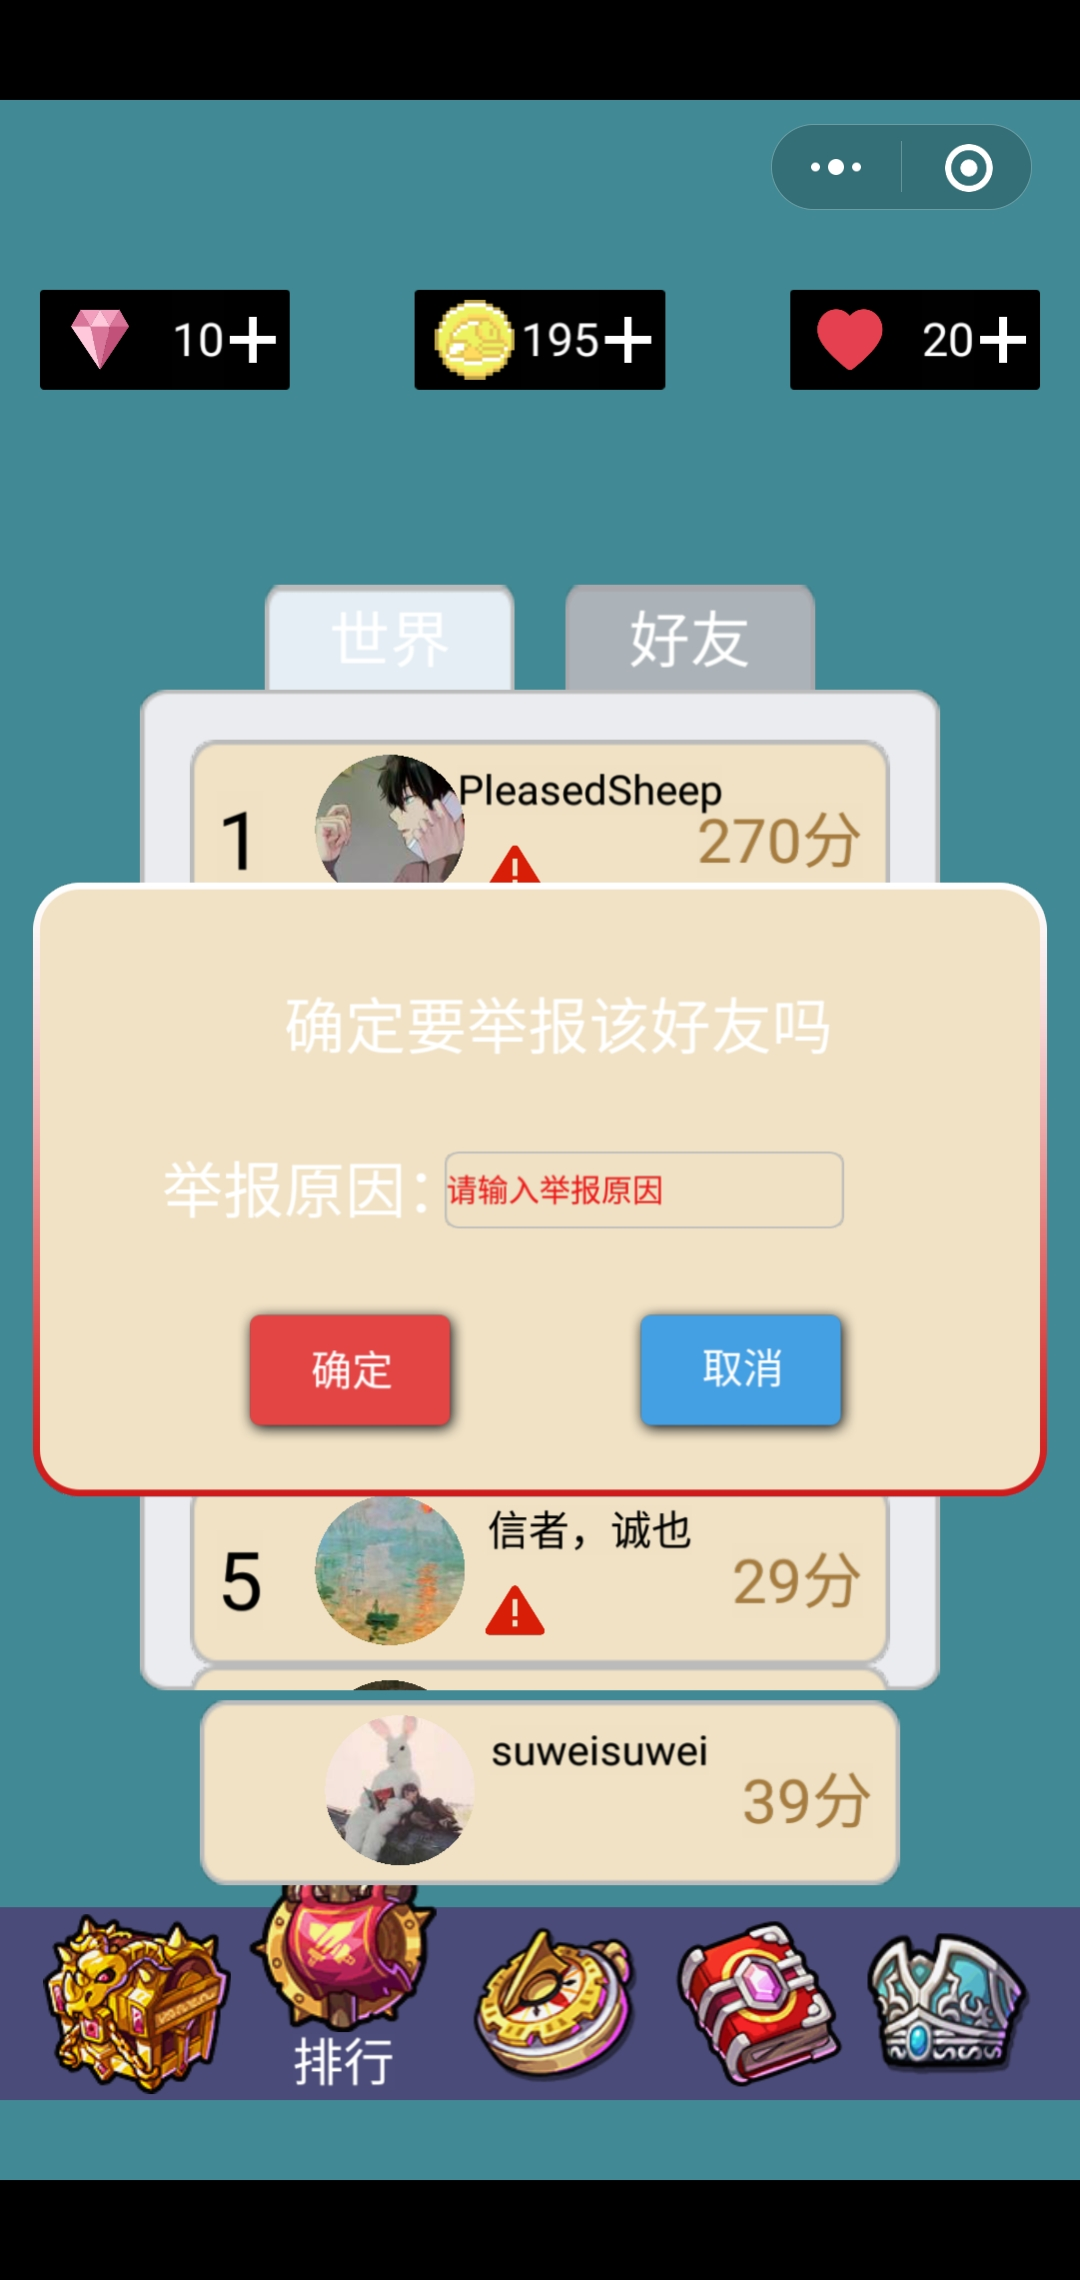 10
195
20
世界
好友
1
PleasedSheep
270分
确定要举报该好友吗
举报原因：
请输入举报原因
确定
取消
5
信者，诚也
29分
suweisuwei
39分
排行